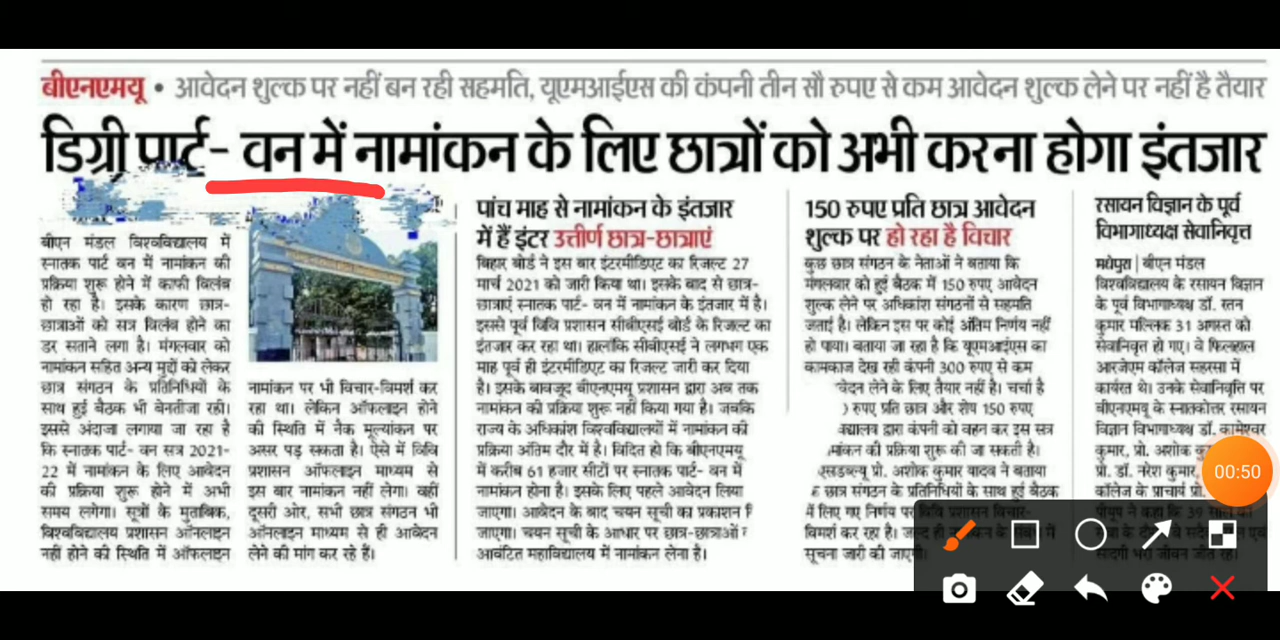 बीएनएमयू • आवेदन शुल्क पर नहीं बन रही सहमति, यूएमआईएस की कंपनी तीन सौ रुपए से कम आवेदन शुल्क लेने पर नहीं है तैयार
डिग्री पार्ट- वन में नामांकन के लिए छात्रों को अभी करना होगा इंतजार
बीएन मंडल विश्वविद्यालय में
स्नातक पार्ट वन में नामांकन की
प्रक्रिया शुरू होने में काफी विलंब
हो रहा है। इसके कारण छात्र-
छात्राओं को सत्र विलंब होने का
डर सताने लगा है। मंगलवार को
नामांकन सहित अन्य मुद्दों को लेकर
छात्र संगठन के प्रतिनिधियों के
साथ हुई बैठक भी बेनतीजा रही।
इससे अंदाजा लगाया जा रहा है
कि स्नातक पार्ट- वन सत्र 2021-
22 में नामांकन के लिए आवेदन
की प्रक्रिया शुरू होने में अभी
समय लगेगा। सूत्रों के मुताबिक,
विश्वविद्यालय प्रशासन ऑनलाइन
नहीं होने की स्थिति में ऑफलाइन
नामांकन पर भी विचार-विमर्श कर
रहा था। लेकिन ऑफलाइन होने
की स्थिति में नैक मूल्यांकन पर
असर पड़ सकता है। ऐसे में विवि
प्रशासन ऑफलाइन माध्यम से
इस बार नामांकन नहीं लेगा। वहीं
दूसरी ओर, सभी छात्र संगठन भी
ऑनलाइन माध्यम से ही आवेदन
लेने की मांग कर रहे हैं।
पांच माह से नामांकन के इंतजार
में हैं इंटर उत्तीर्ण छात्र-छात्राएं
बिहार बोर्ड ने इस बार इंटरमीडिएट का रिजल्ट 27
मार्च 2021 को जारी किया था। इसके बाद से छात्र-
छात्राएं स्नातक पार्ट- वन में नामांकन के इंतजार में है।
इससे पूर्व विवि प्रशासन सीबीएसई बोर्ड के रिजल्ट का
इंतजार कर रहा था। हालांकि सीबीएसई ने लगभग एक
माह पूर्व ही इंटरमीडिएट का रिजल्ट जारी कर दिया
है। इसके बावजूद बीएनएमयू प्रशासन द्वारा अब तक
नामांकन की प्रक्रिया शुरू नहीं किया गया है। जबकि
राज्य के अधिकांश विश्वविद्यालयों में नामांकन की
प्रक्रिया अंतिम दौर में है। विदित हो कि बीएनएमयू
में करीब 61 हजार सीटों पर स्नातक पार्ट- वन में
नामांकन होना है। इसके लिए पहले आवेदन लिया
जाएगा। आवेदन के बाद चयन सूची का प्रकाशन
जाएगा। चयन सूची के आधार पर छात्र-छात्राओं
आवंटित महाविद्यालय में नामांकन लेना है।
150 रुपए प्रति छात्र आवेदन
शुल्क पर हो रहा है विचार
कुछ छात्र संगठन के नेताओं ने बताया कि
मंगलवार को हुई बैठक में 150 रुपए आवेदन
शुल्क लेने पर अधिकांश संगठनों से सहमति
जताई है। लेकिन इस पर कोई अंतिम निर्णय नहीं
हो पाया। बताया जा रहा है कि यूएमआईएस का
कामकाज देख रही कंपनी 300 रुपए से कम
लेने के लिए तैयार नहीं है। चर्चा है
रुपए प्रति छात्र और शेष 150 रुपए
द्वारा कंपनी को वहन कर इस सत्र
की प्रक्रिया शुरू की जा सकती है।
प्रो. अशोक कुमार यादव ने बताया
छात्र संगठन के प्रतिनिधियों के साथ हुई बैठक
में लिए गए निर्णय पर विवि प्रशासन विचार-
विमर्श कर रहा है। जल्द ही
सूचना जारी की जाएगी।
रसायन विज्ञान के पूर्व
विभागाध्यक्ष सेवानिवृत्त
मधेपुरा | बीएन मंडल
विश्वविद्यालय के रसायन विज्ञान
के पूर्व विभागाध्यक्ष डॉ. रतन
कुमार मल्लिक 31 अगस्त को
सेवानिवृत हो गए। वे फिलहाल
आरजेएम कॉलेज सहरसा में
कार्यरत थे। उनके सेवानिवृति पर
बीएनएमयू के स्नातकोत्तर रसायन
विज्ञान विभागाध्यक्ष डॉ. कामेश्वर
कुमार, प्रो. अशोक
प्रो. डॉ. नरेश कुमार,
कॉलेज के प्राचार्य प्रो.
ने कहा कि 39
00:50